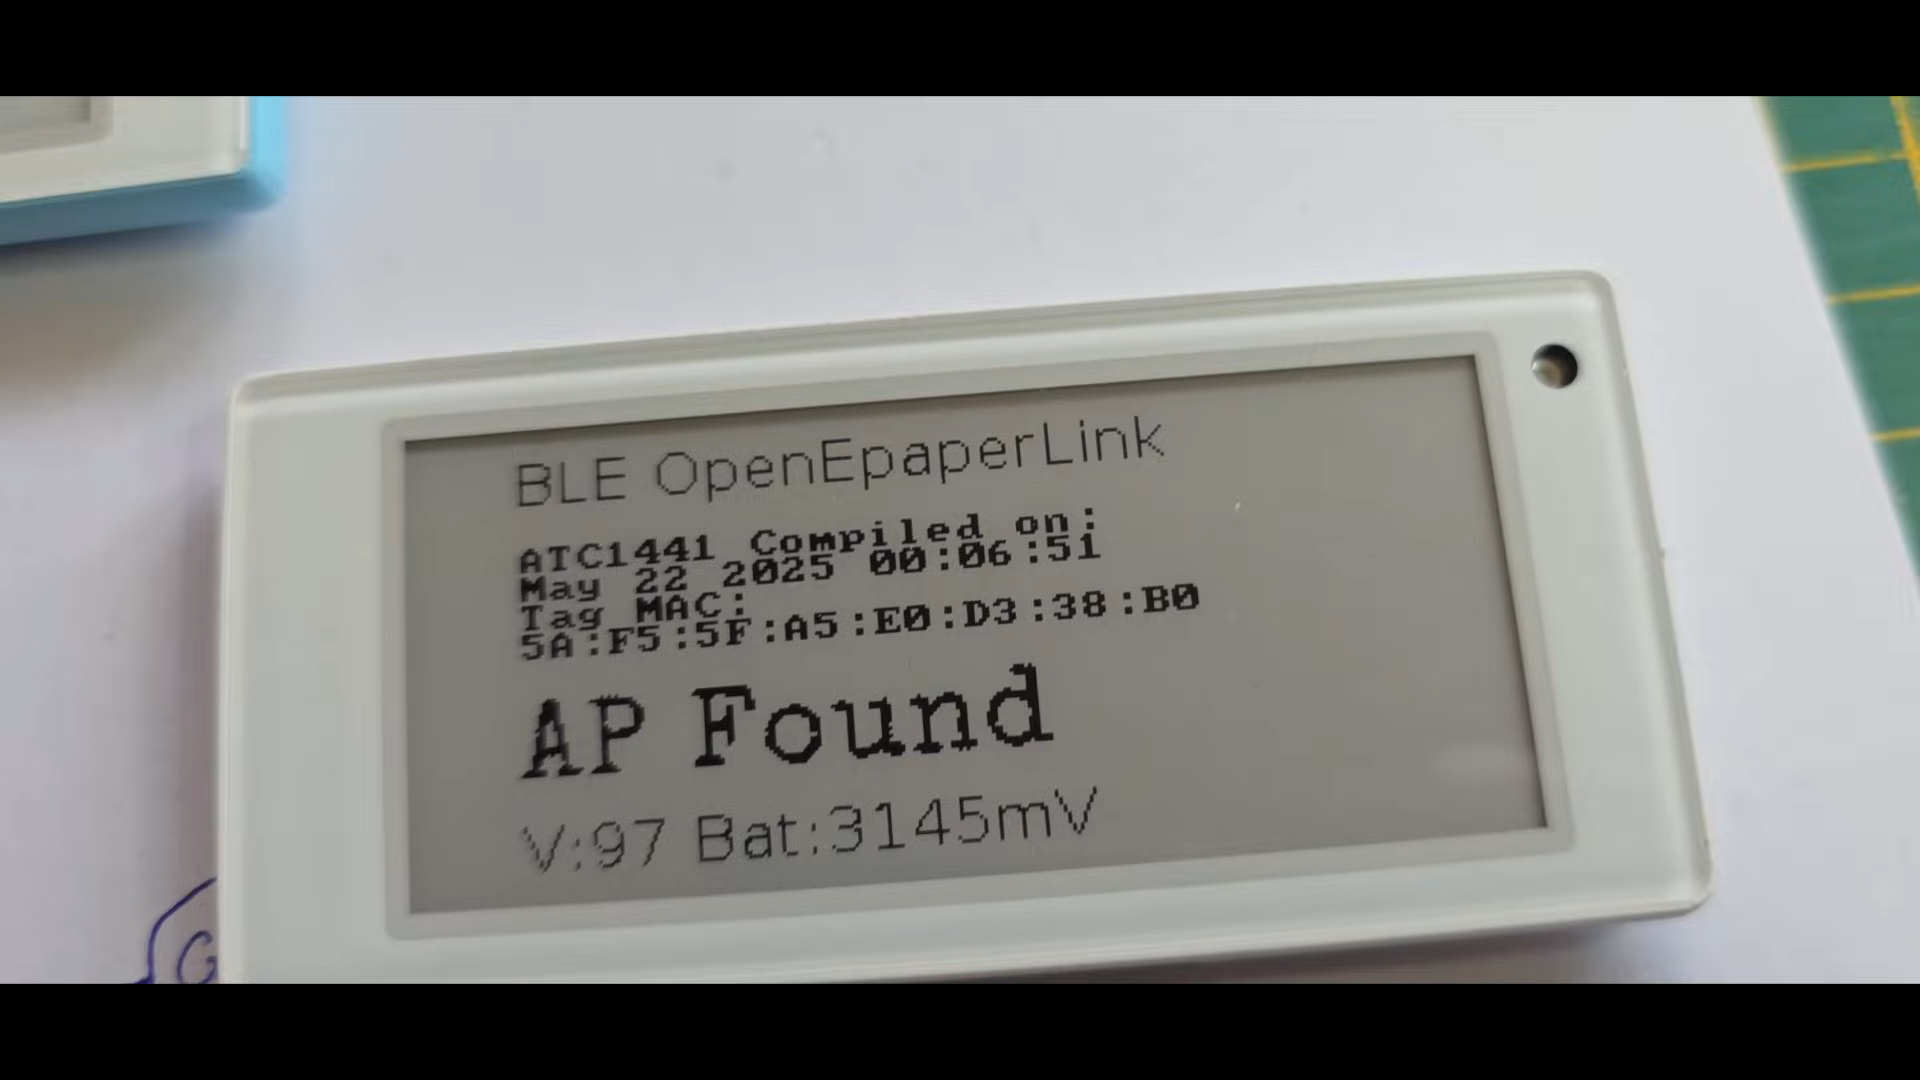 BLE OpenEpaperLink
ATC1441 Compiled on:
May 22 2025 00:06:51
Tag MAC:
5A:F5:5F:A5:E0:D3:38:B0
AP Found
V:97 Bat:3145mV
G